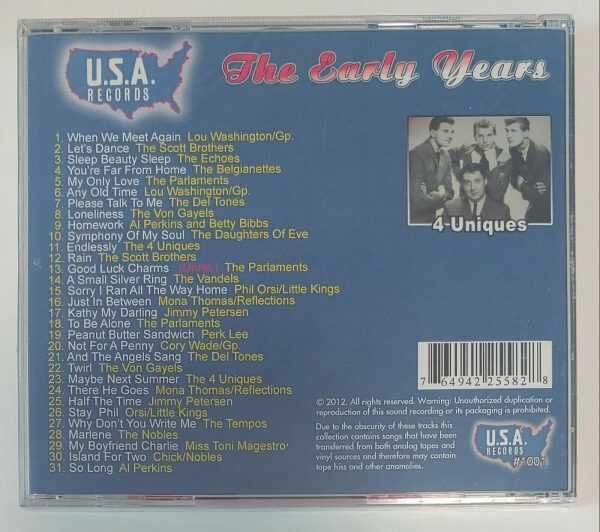 U.S.A.
RECORDS
The Early Years
1. When We Meet Again Lou Washington/Gp.
2. Let's Dance The Scott Brothers
3. Sleep Beauty Sleep The Echoes
4. You're Far From Home The Belgianettes
5. My Only Love The Parlaments
6. Any Old Time Lou Washington/Gp.
7. Please Talk To Me The Del Tones
8. Loneliness The Von Gayels
9. Homework Al Perkins and Betty Bibbs
10. Symphony Of My Soul The Daughters Of Eve
11. Endlessly The 4 Uniques
12. Rain The Scott Brothers
13. Good Luck Charms The Parlaments
14. A Small Silver Ring The Vandels
15. Sorry I Ran All The Way Home Phil Orsi/Little Kings
16. Just In Between Mona Thomas/Reflections
17. Kathy My Darling Jimmy Petersen
18. To Be Alone The Parlaments
19. Peanut Butter Sandwich Perk Lee
20. Not For A Penny Cory Wade/Gp.
21. And The Angels Sang The Del Tones
22. Twirl The Von Gayels
23. Maybe Next Summer The 4 Uniques
24. There He Goes Mona Thomas/Reflections
25. Half The Time Jimmy Petersen
26. Stay Phil Orsi/Little Kings
27. Why Don't You Write Me The Tempos
28. Marlene The Nobles
29. My Boyfriend Charlie Miss Toni Magestro
30. Island For Two Chick/Nobles
31. So Long Al Perkins
4-Uniques
7 64942 25582 8
© 2012. All rights reserved. Warning: Unauthorized duplication or
reproduction of this sound recording or its packaging is prohibited.
Due to the obscurity of these tracks this
collection contains songs that have been
transferred from both analog tapes and
vinyl sources and therefore may contain
tape hiss and other anomalies.
U.S.A.
RECORDS